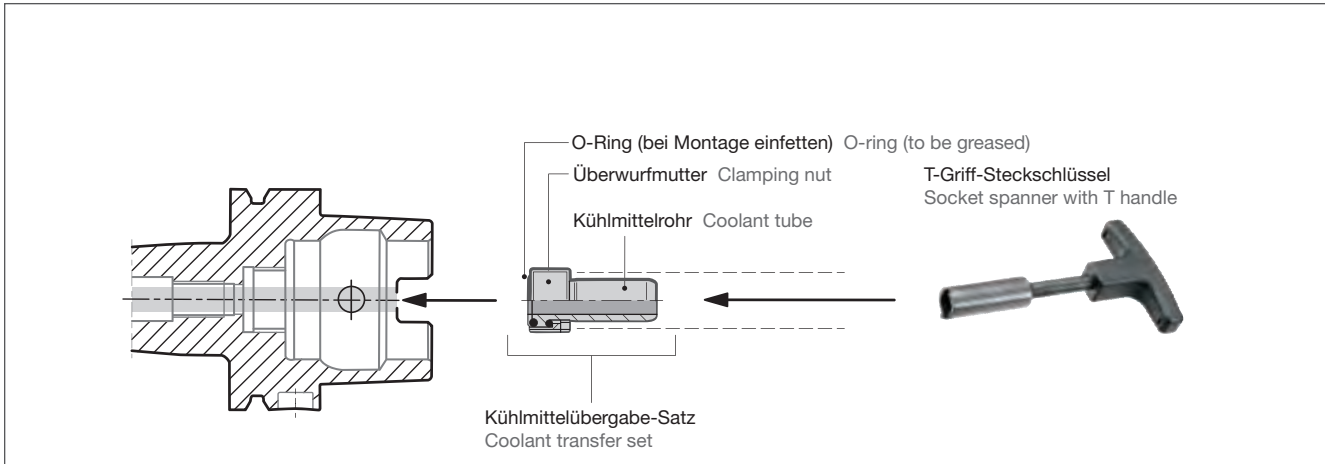 O-Ring (bei Montage einfetten) O-ring (to be greased)
Überwurfmutter Clamping nut
Kühlmittelrohr Coolant tube
T-Griff-Steckschlüssel
Socket spanner with T handle
Kühlmittelübergabe-Satz
Coolant transfer set